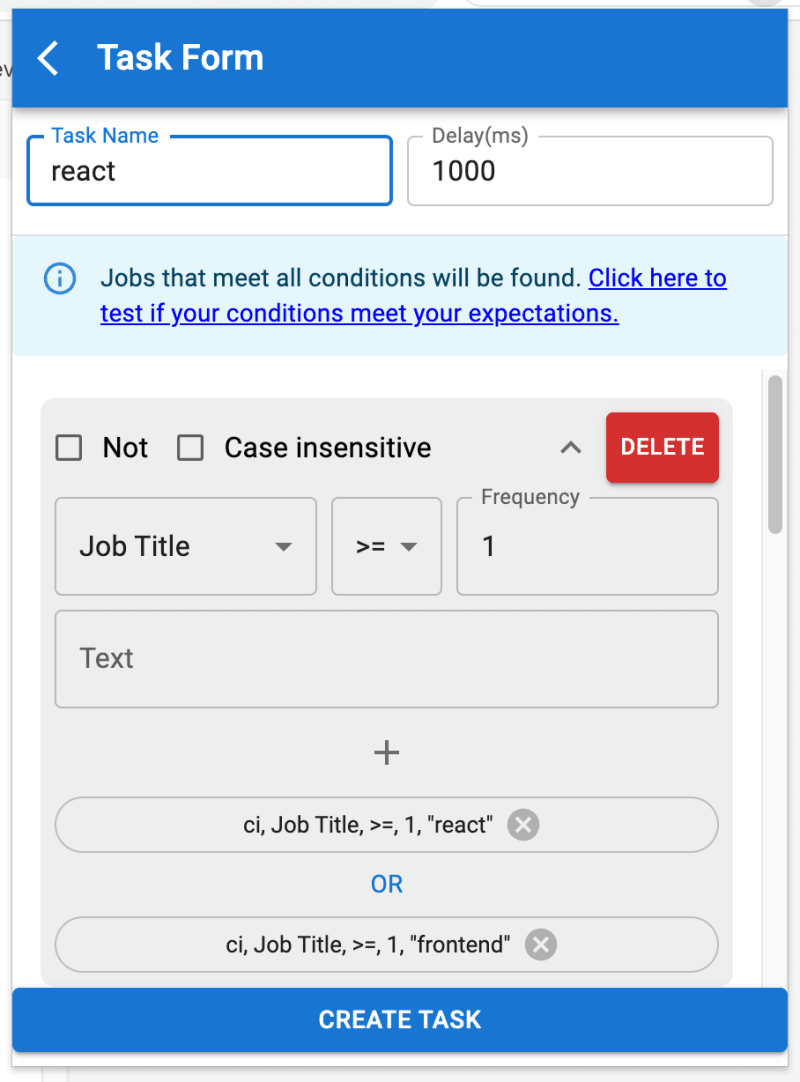 ev
Task Form
Task Name
Delay(ms)
react
1000
Jobs that meet all conditions will be found. Click here to
test if your conditions meet your expectations.
Not
Case insensitive
DELETE
Frequency
Job Title
>=
1
Text
+
ci, Job Title, >=, 1, "react"
OR
ci, Job Title, >=, 1, "frontend"
CREATE TASK